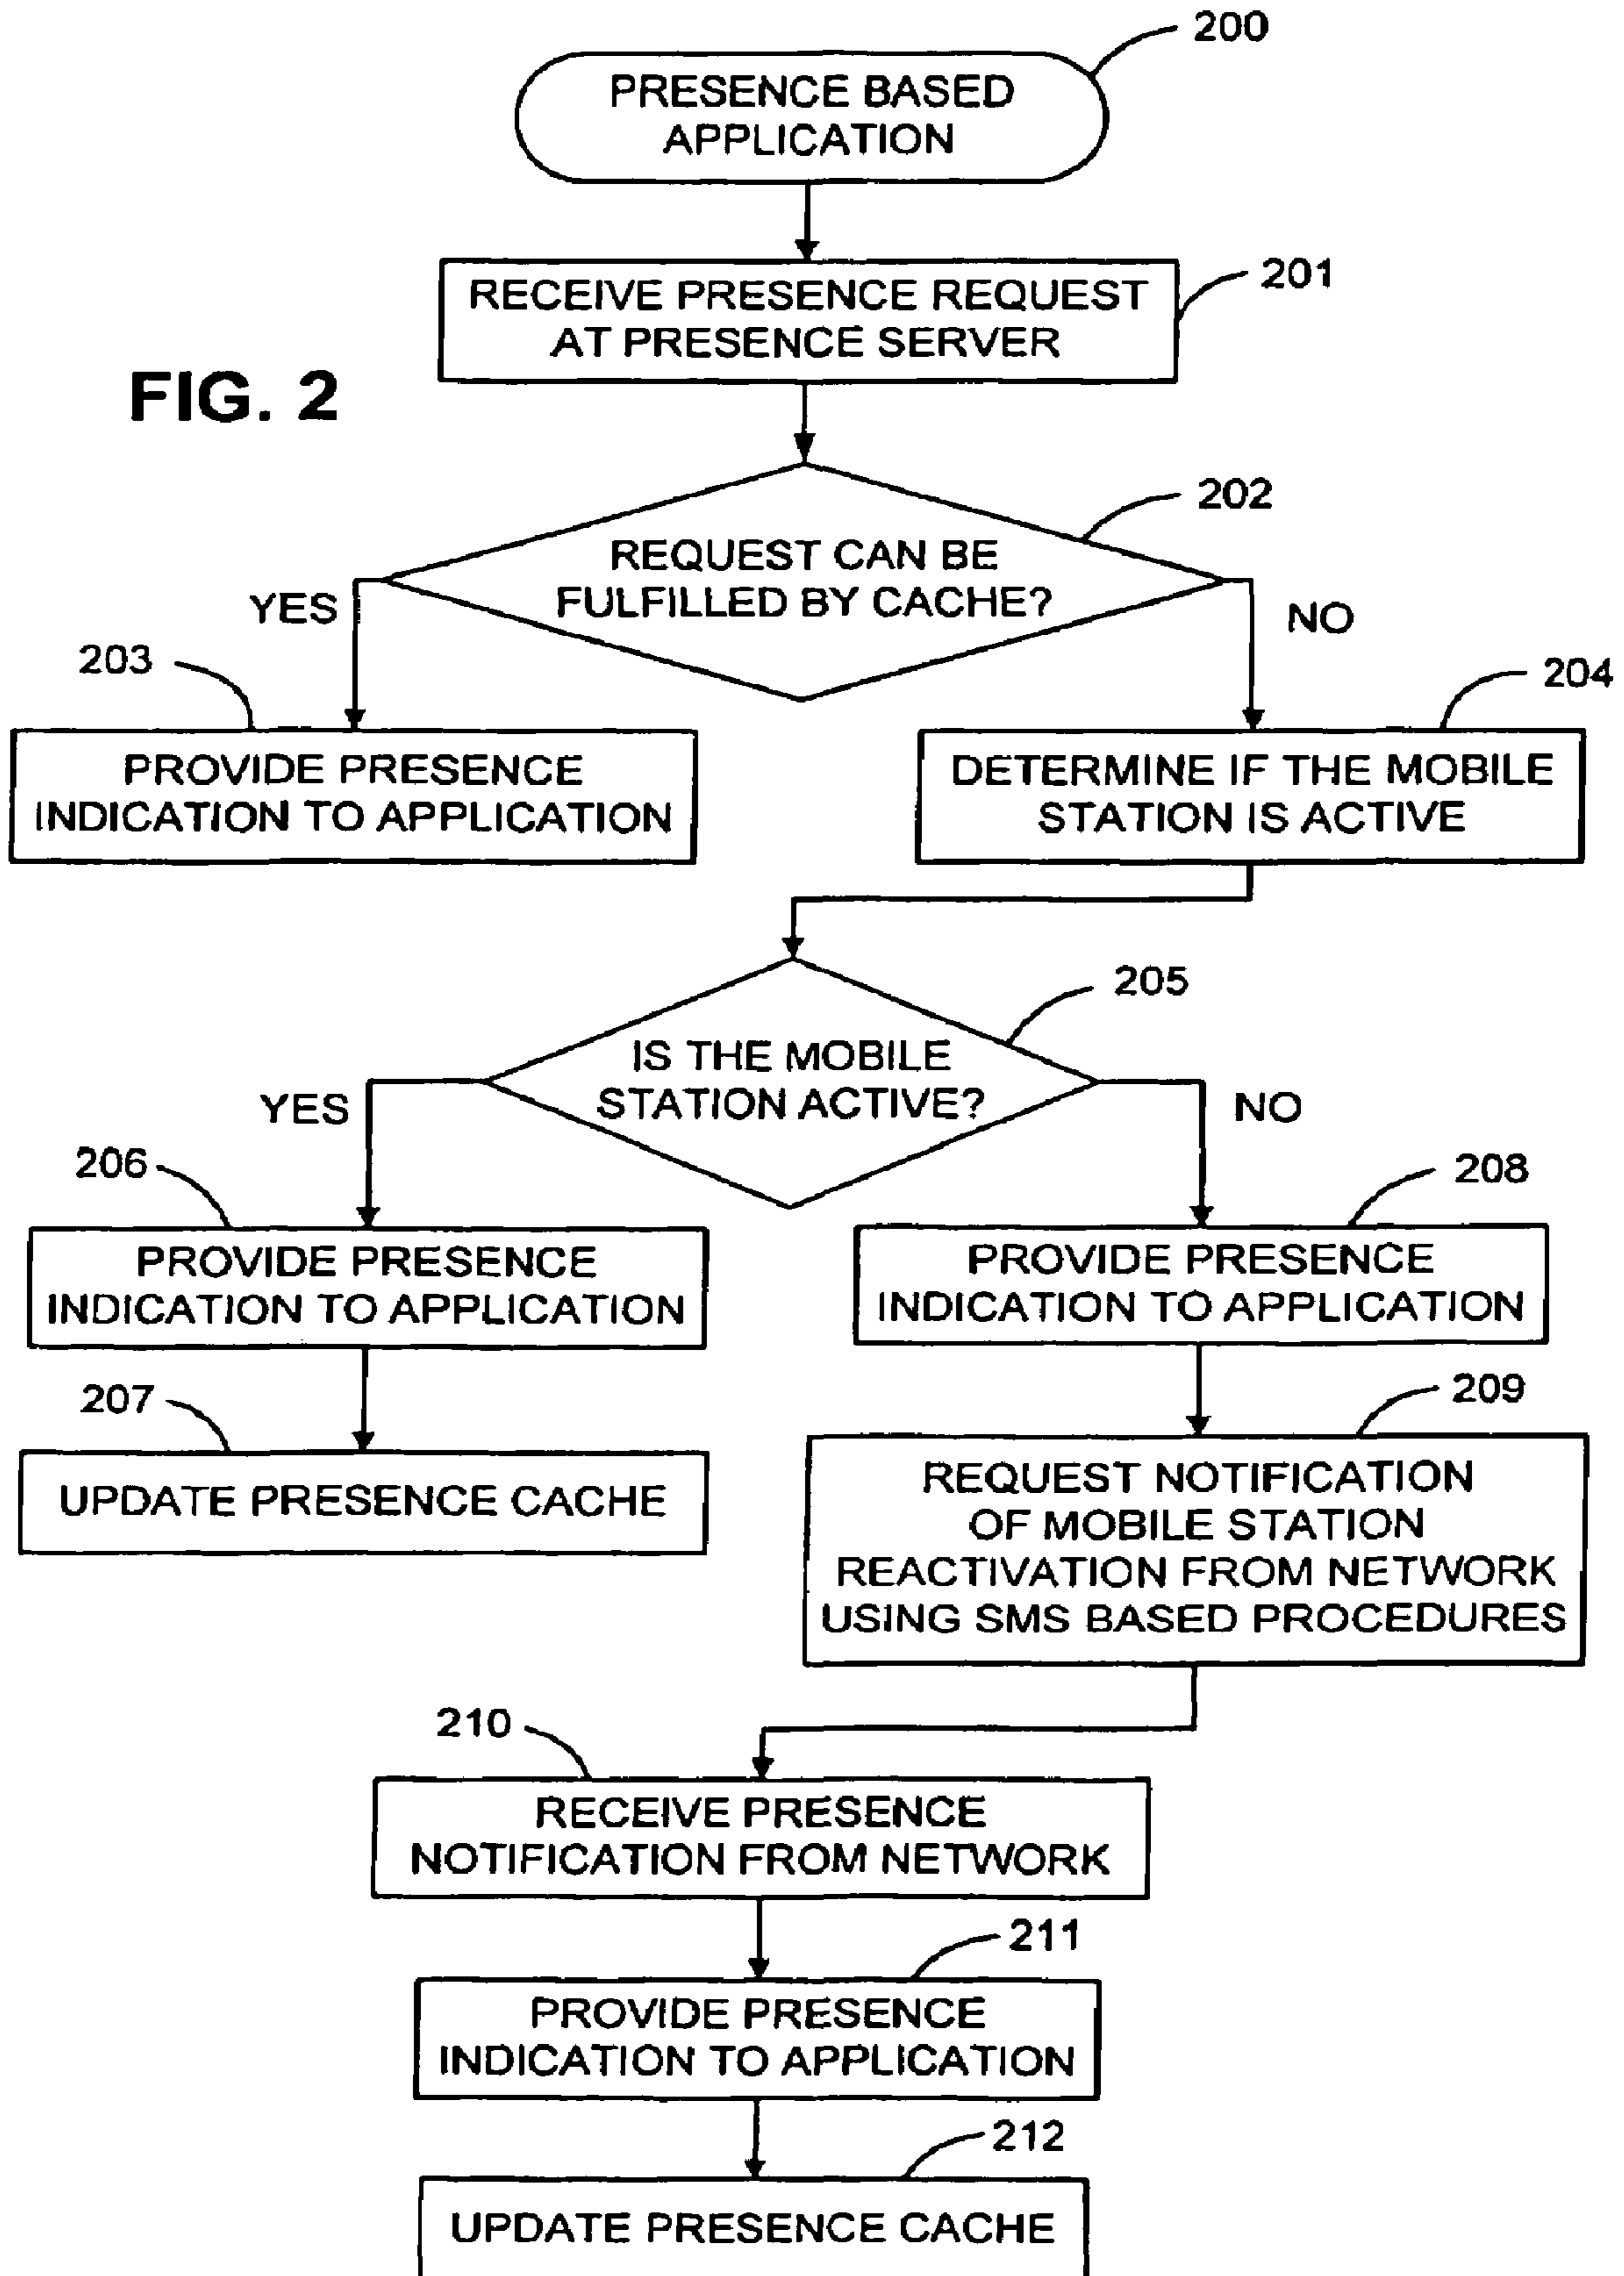 200
PRESENCE BASED
APPLICATION
201
RECEIVE PRESENCE REQUEST
AT PRESENCE SERVER
FIG. 2
202
REQUEST CAN BE
FULFILLED BY CACHE?
YES
NO
203
204
PROVIDE PRESENCE
INDICATION TO APPLICATION
DETERMINE IF THE MOBILE
STATION IS ACTIVE
205
IS THE MOBILE
STATION ACTIVE?
YES
NO
206
208
PROVIDE PRESENCE
INDICATION TO APPLICATION
PROVIDE PRESENCE
INDICATION TO APPLICATION
207
209
UPDATE PRESENCE CACHE
REQUEST NOTIFICATION
OF MOBILE STATION
REACTIVATION FROM NETWORK
USING SMS BASED PROCEDURES
210
RECEIVE PRESENCE
NOTIFICATION FROM NETWORK
211
PROVIDE PRESENCE
INDICATION TO APPLICATION
212
UPDATE PRESENCE CACHE